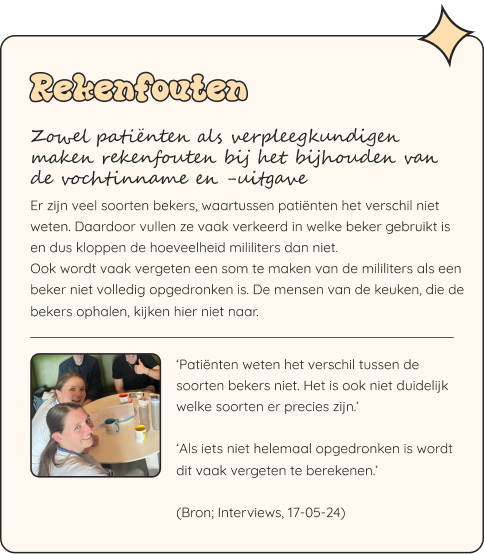 Rekenfouten
Zowel patiënten als verpleegkundigen
maken rekenfouten bij het bijhouden van
de vochtinname en -uitgave
Er zijn veel soorten bekers, waartussen patiënten het verschil niet
weten. Daardoor vullen ze vaak verkeerd in welke beker gebruikt is
en dus kloppen de hoeveelheid mililiters dan niet.
Ook wordt vaak vergeten een som te maken van de mililiters als een
beker niet volledig opgedronken is. De mensen van de keuken, die de
bekers ophalen, kijken hier niet naar.
‘Patiënten weten het verschil tussen de
soorten bekers niet. Het is ook niet duidelijk
welke soorten er precies zijn.’
‘Als iets niet helemaal opgedronken is wordt
dit vaak vergeten te berekenen.’
(Bron; Interviews, 17-05-24)